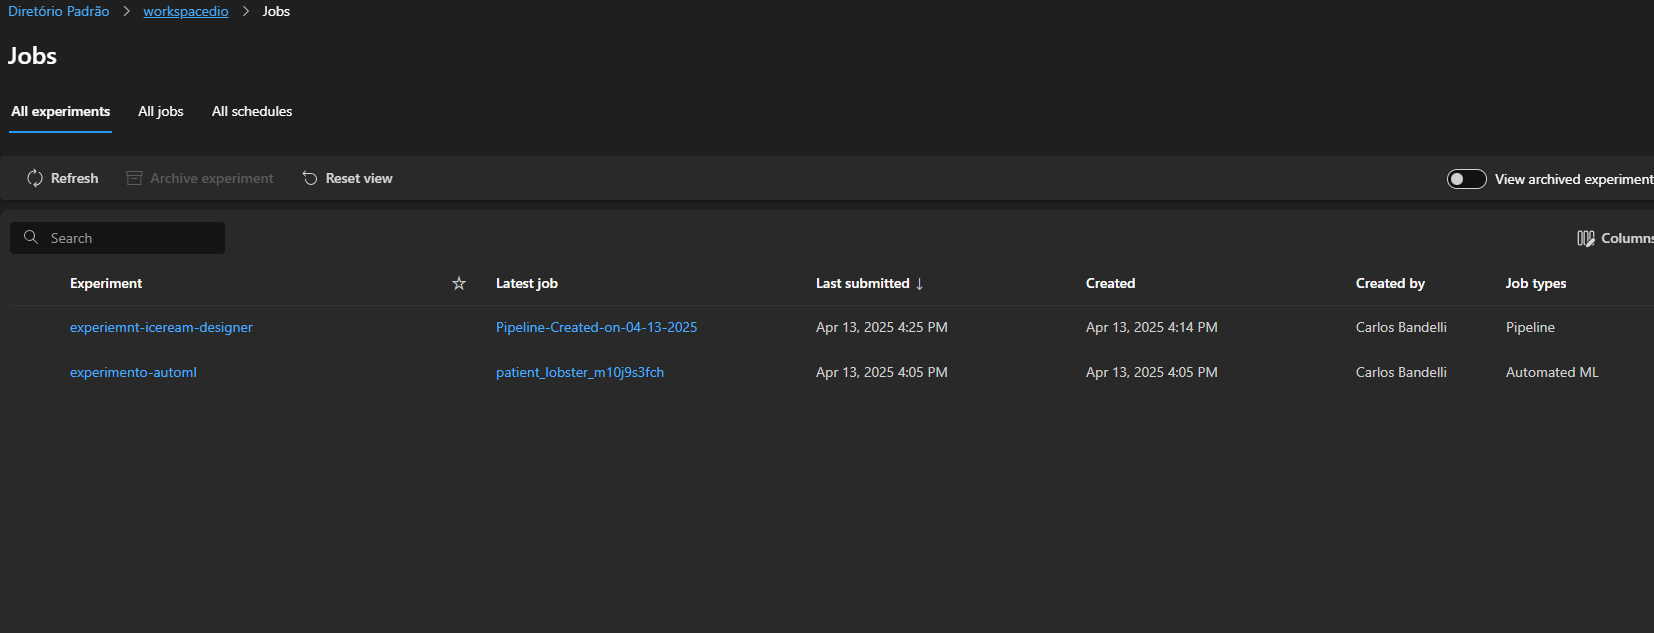 Diretório Padrão > workspacedio > Jobs
Jobs
All experiments All jobs All schedules
Refresh Archive experiment Reset view View archived experiment
Search Columns
Experiment Latest job Last submitted ↓ Created Created by Job types
experiemnt-iceream-designer Pipeline-Created-on-04-13-2025 Apr 13, 2025 4:25 PM Apr 13, 2025 4:14 PM Carlos Bandelli Pipeline
experimento-automl patient_lobster_m10j9s3fch Apr 13, 2025 4:05 PM Apr 13, 2025 4:05 PM Carlos Bandelli Automated ML